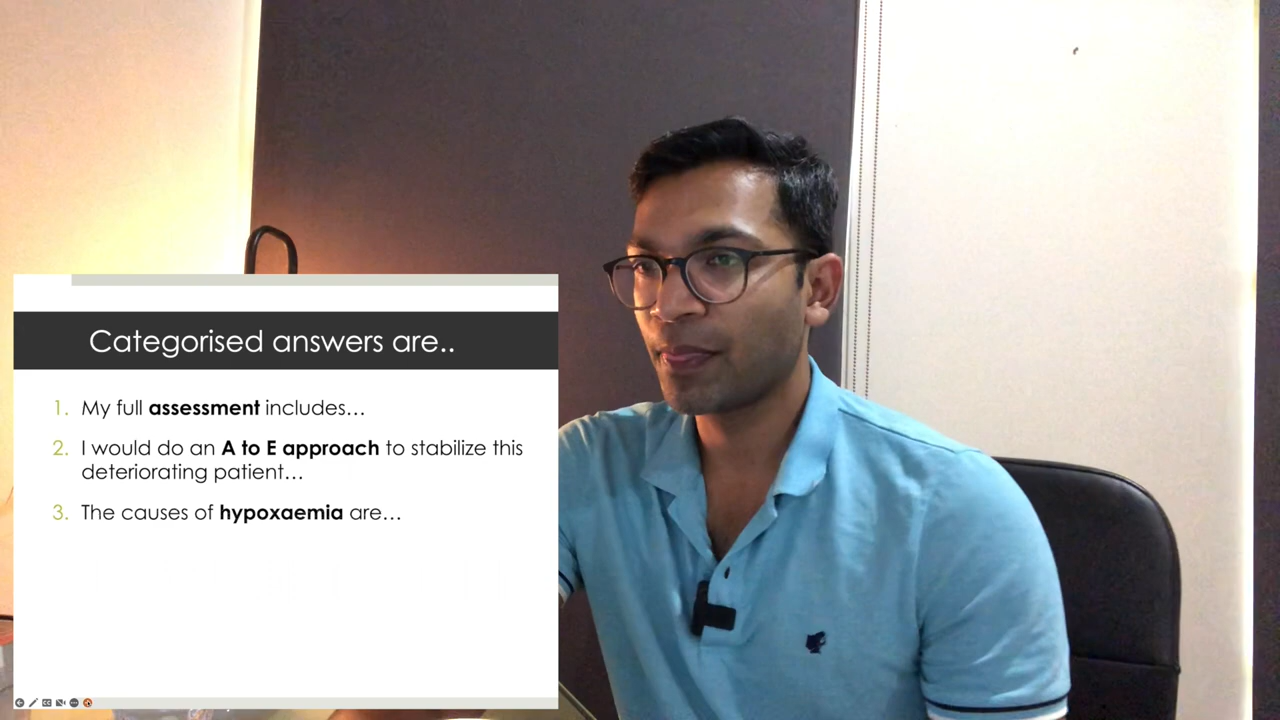 Categorised answers are..
1. My full assessment includes...
2. I would do an A to E approach to stabilize this
deteriorating patient...
3. The causes of hypoxaemia are...